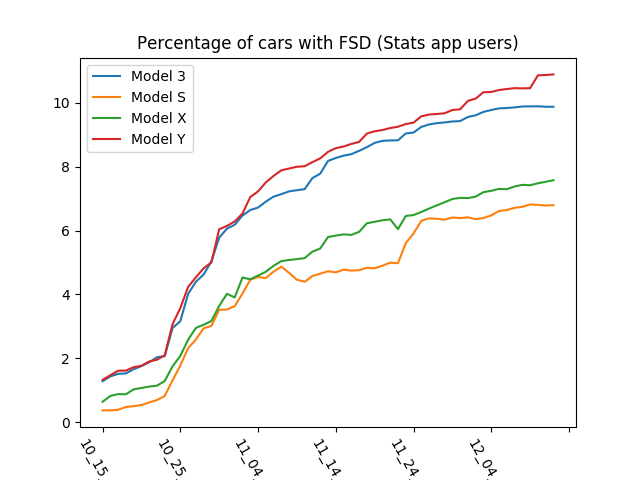 Percentage of cars with FSD (Stats app users)
Model 3
Model S
Model X
Model Y
10
8
6
4
2
0
10_15
10_25
11_04
11_14
11_24
12_04